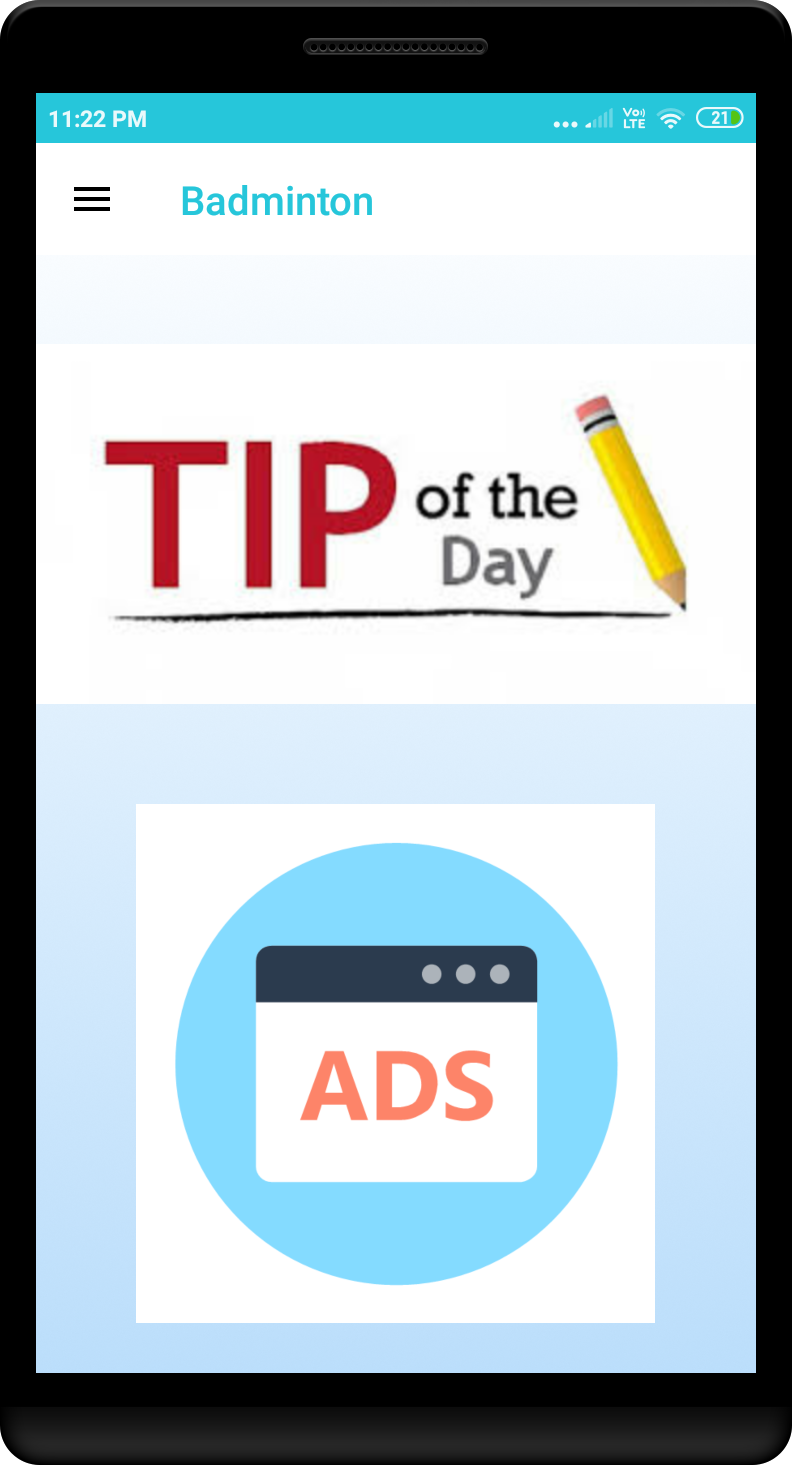 11:22 PM Vo)) LTE 21
Badminton
TIP of the
Day
ADS